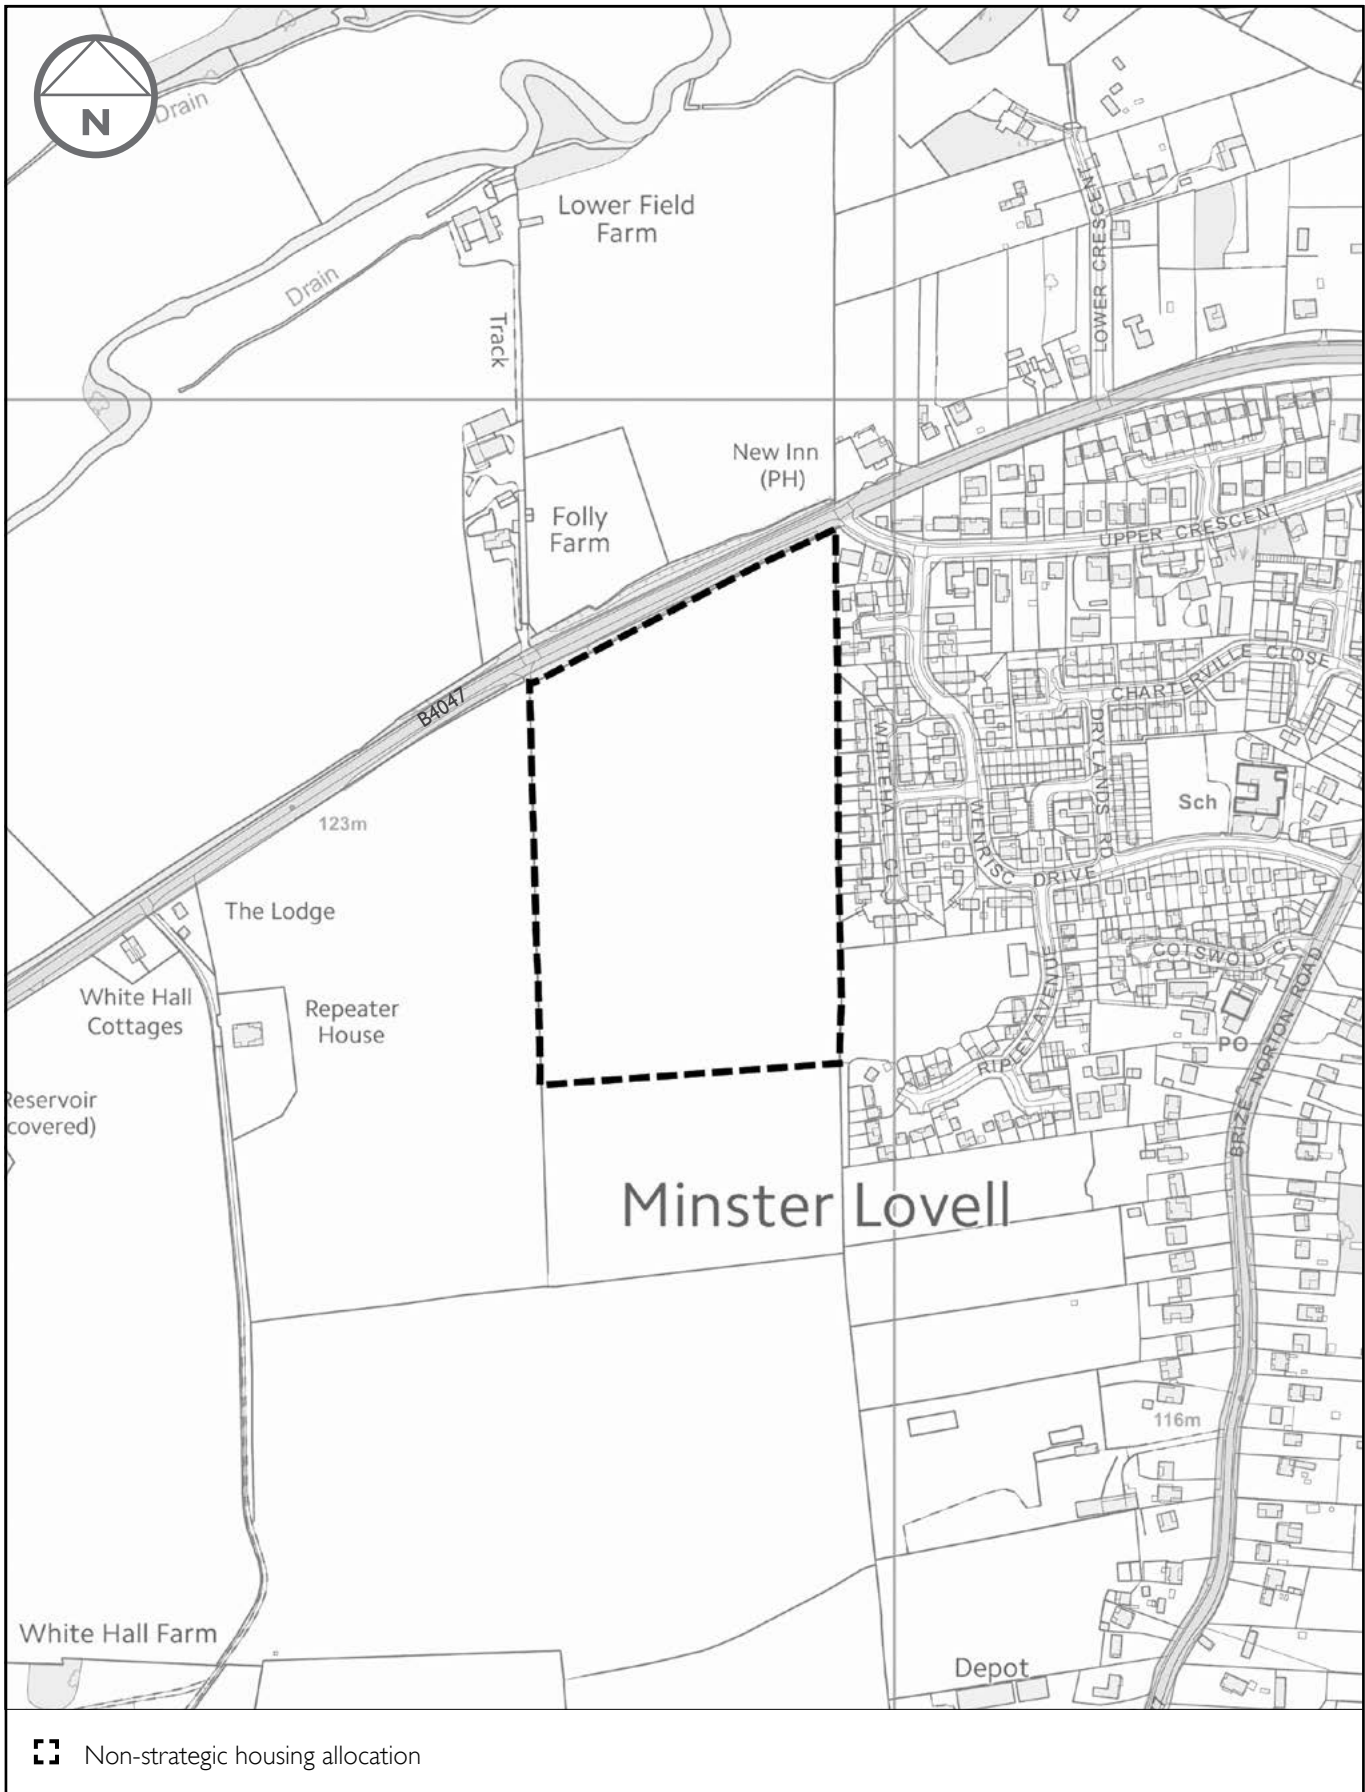 N
Drain
Lower Field
Farm
Drain
Track
LOWER CRESCENT
New Inn
(PH)
Folly
Farm
UPPER CRESCENT
CHARTERVILLE CLOSE
B4047
DRYLANDS RD
WHITEHA CL
WENRISC DRIVE
Sch
123m
The Lodge
COTSWOLD CL
White Hall
Cottages
Repeater
House
RIPLEY AVENUE
PO
BRIZE NORTON ROAD
Reservoir
covered)
Minster Lovell
116m
White Hall Farm
Depot
Non-strategic housing allocation